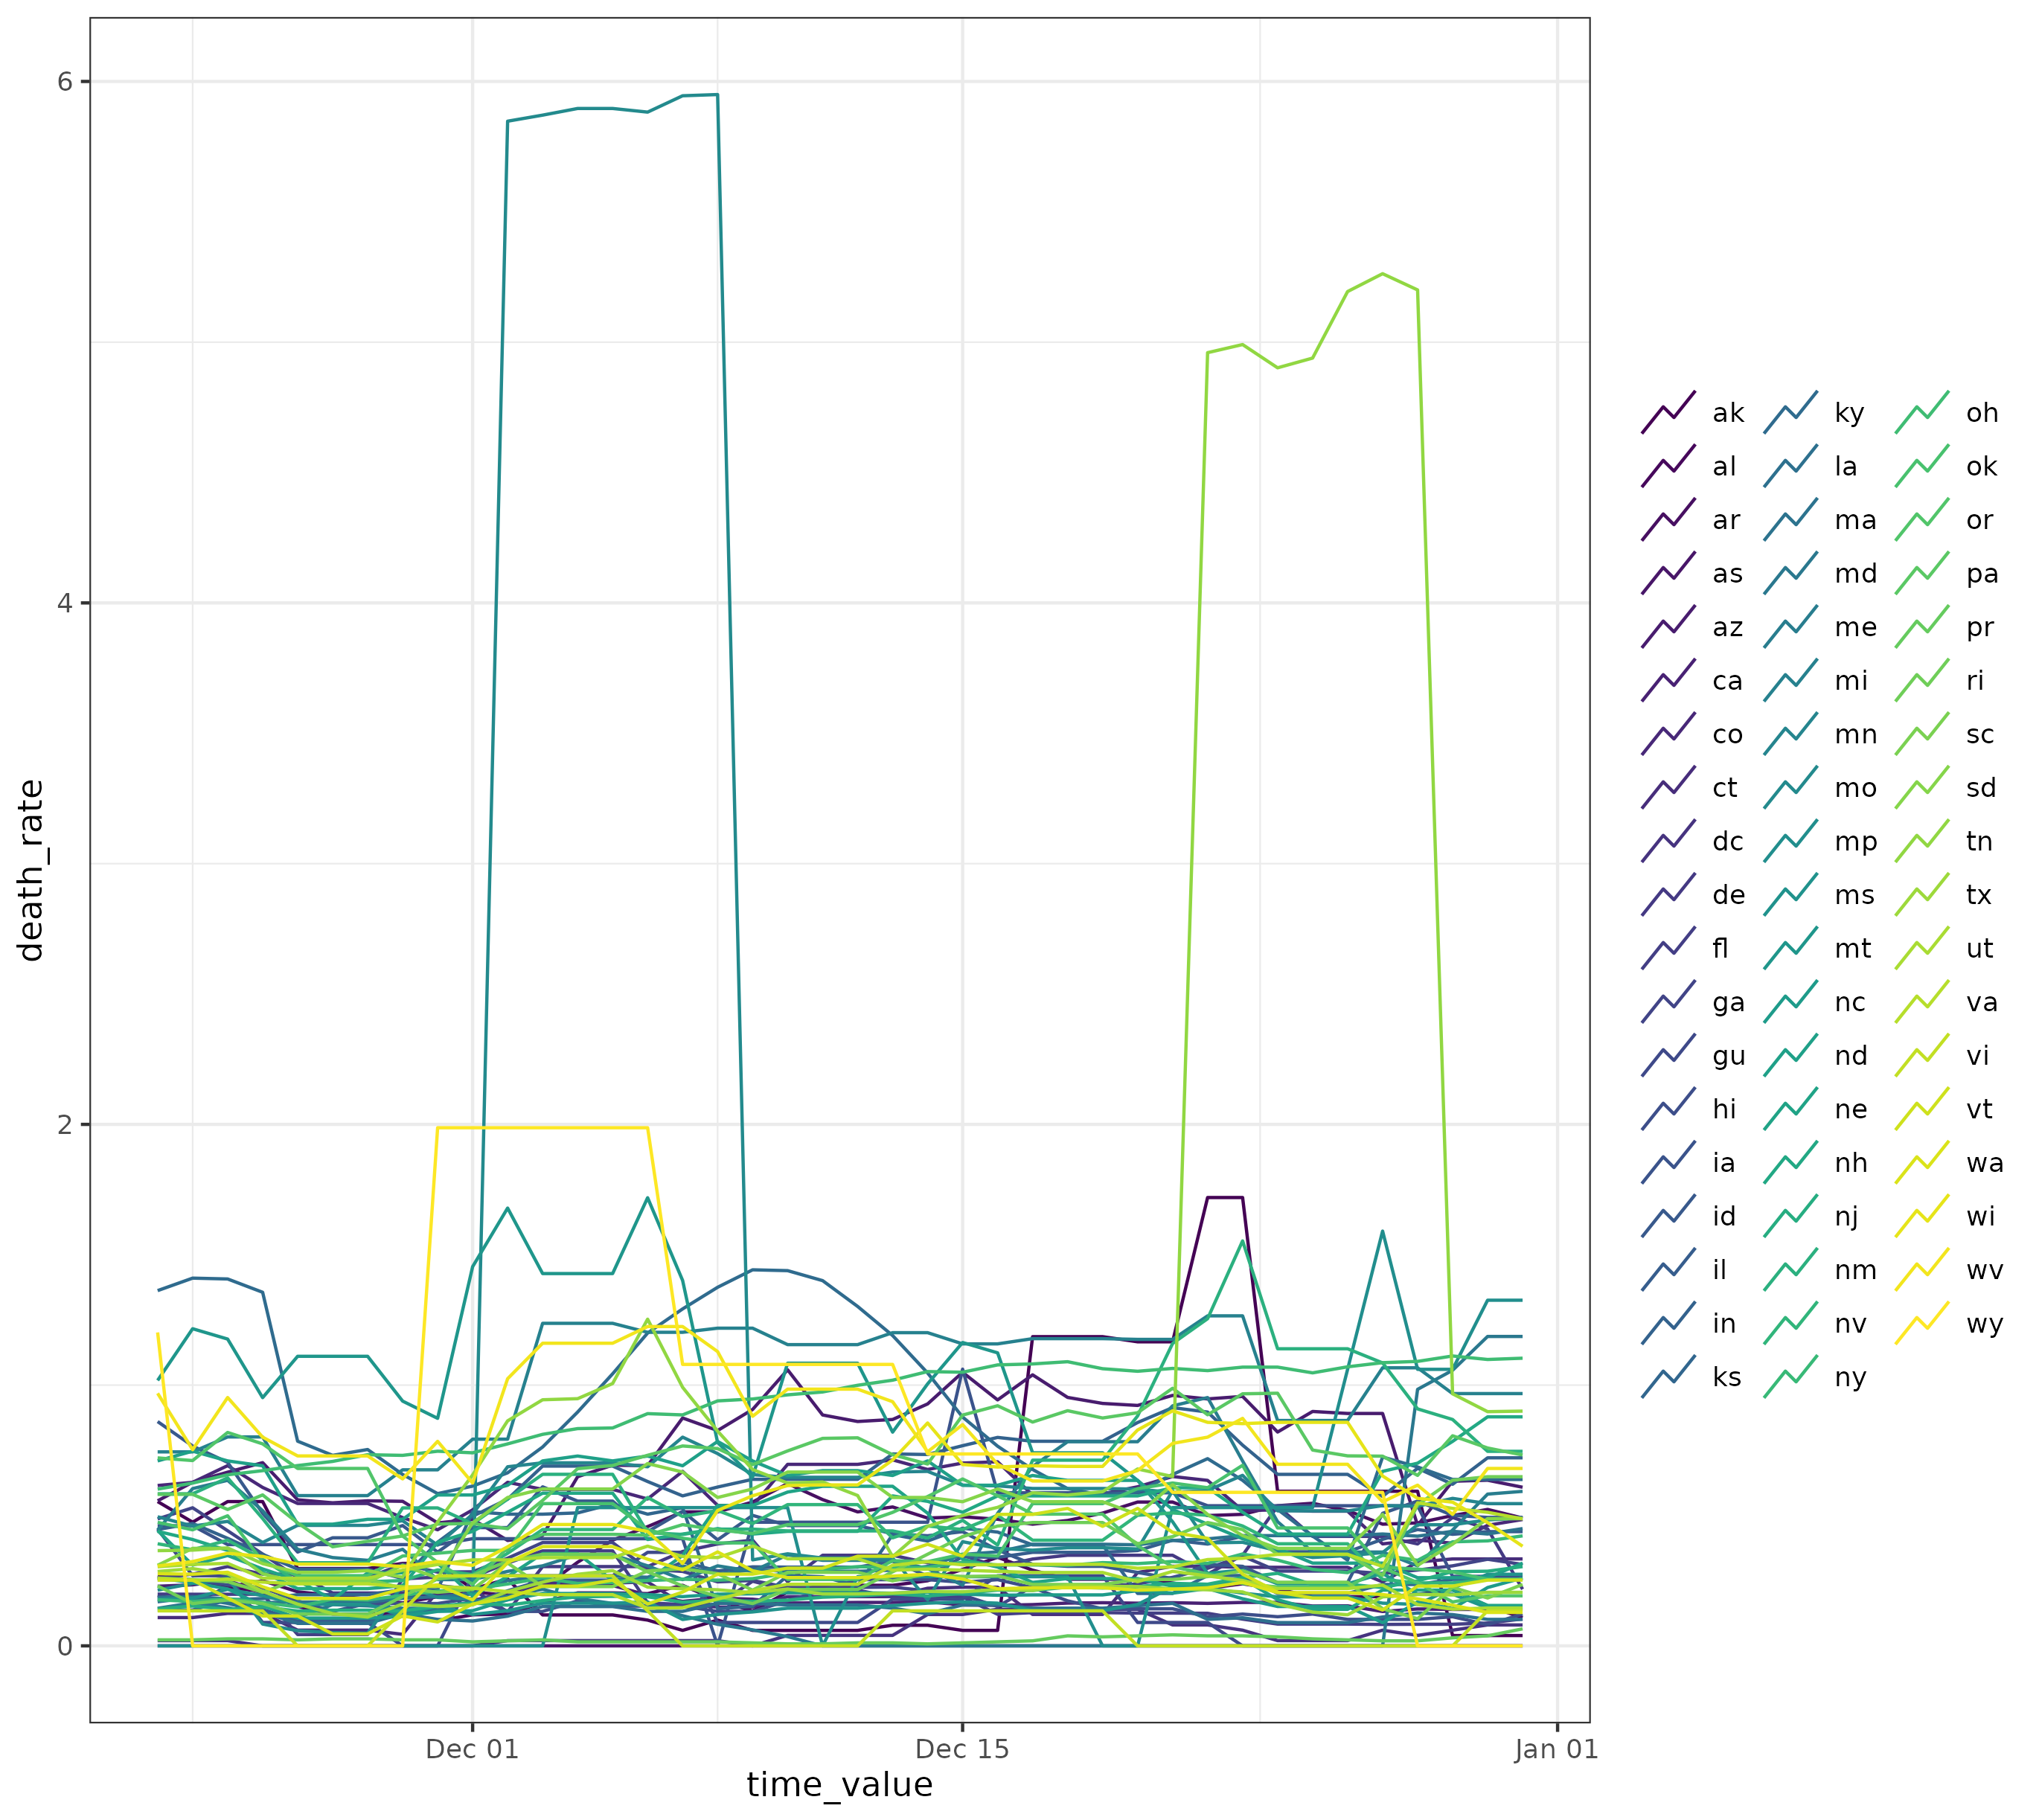 6
4
2
0
death_rate
Dec 01
Dec 15
Jan 01
time_value
ak ky oh
al la ok
ar ma or
as md pa
az me pr
ca mi ri
co mn sc
ct mo sd
dc mp tn
de ms tx
fl mt ut
ga nc va
gu nd vi
hi ne vt
ia nh wa
id nj wi
il nm wv
in nv wy
ks ny